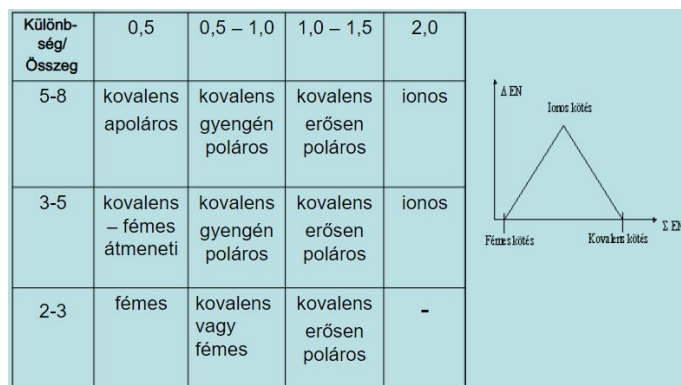 Különb-
ség/
Összeg
0,5
0,5 – 1,0
1,0 – 1,5
2,0
5-8
kovalens
apoláros
kovalens
gyengén
poláros
kovalens
erősen
poláros
ionos
3-5
kovalens
– fémes
átmeneti
kovalens
gyengén
poláros
kovalens
erősen
poláros
ionos
2-3
fémes
kovalens
vagy
fémes
kovalens
erősen
poláros
-
Δ EN
Ionos kötés
Fémes kötés
Kovalens kötés
Σ EN